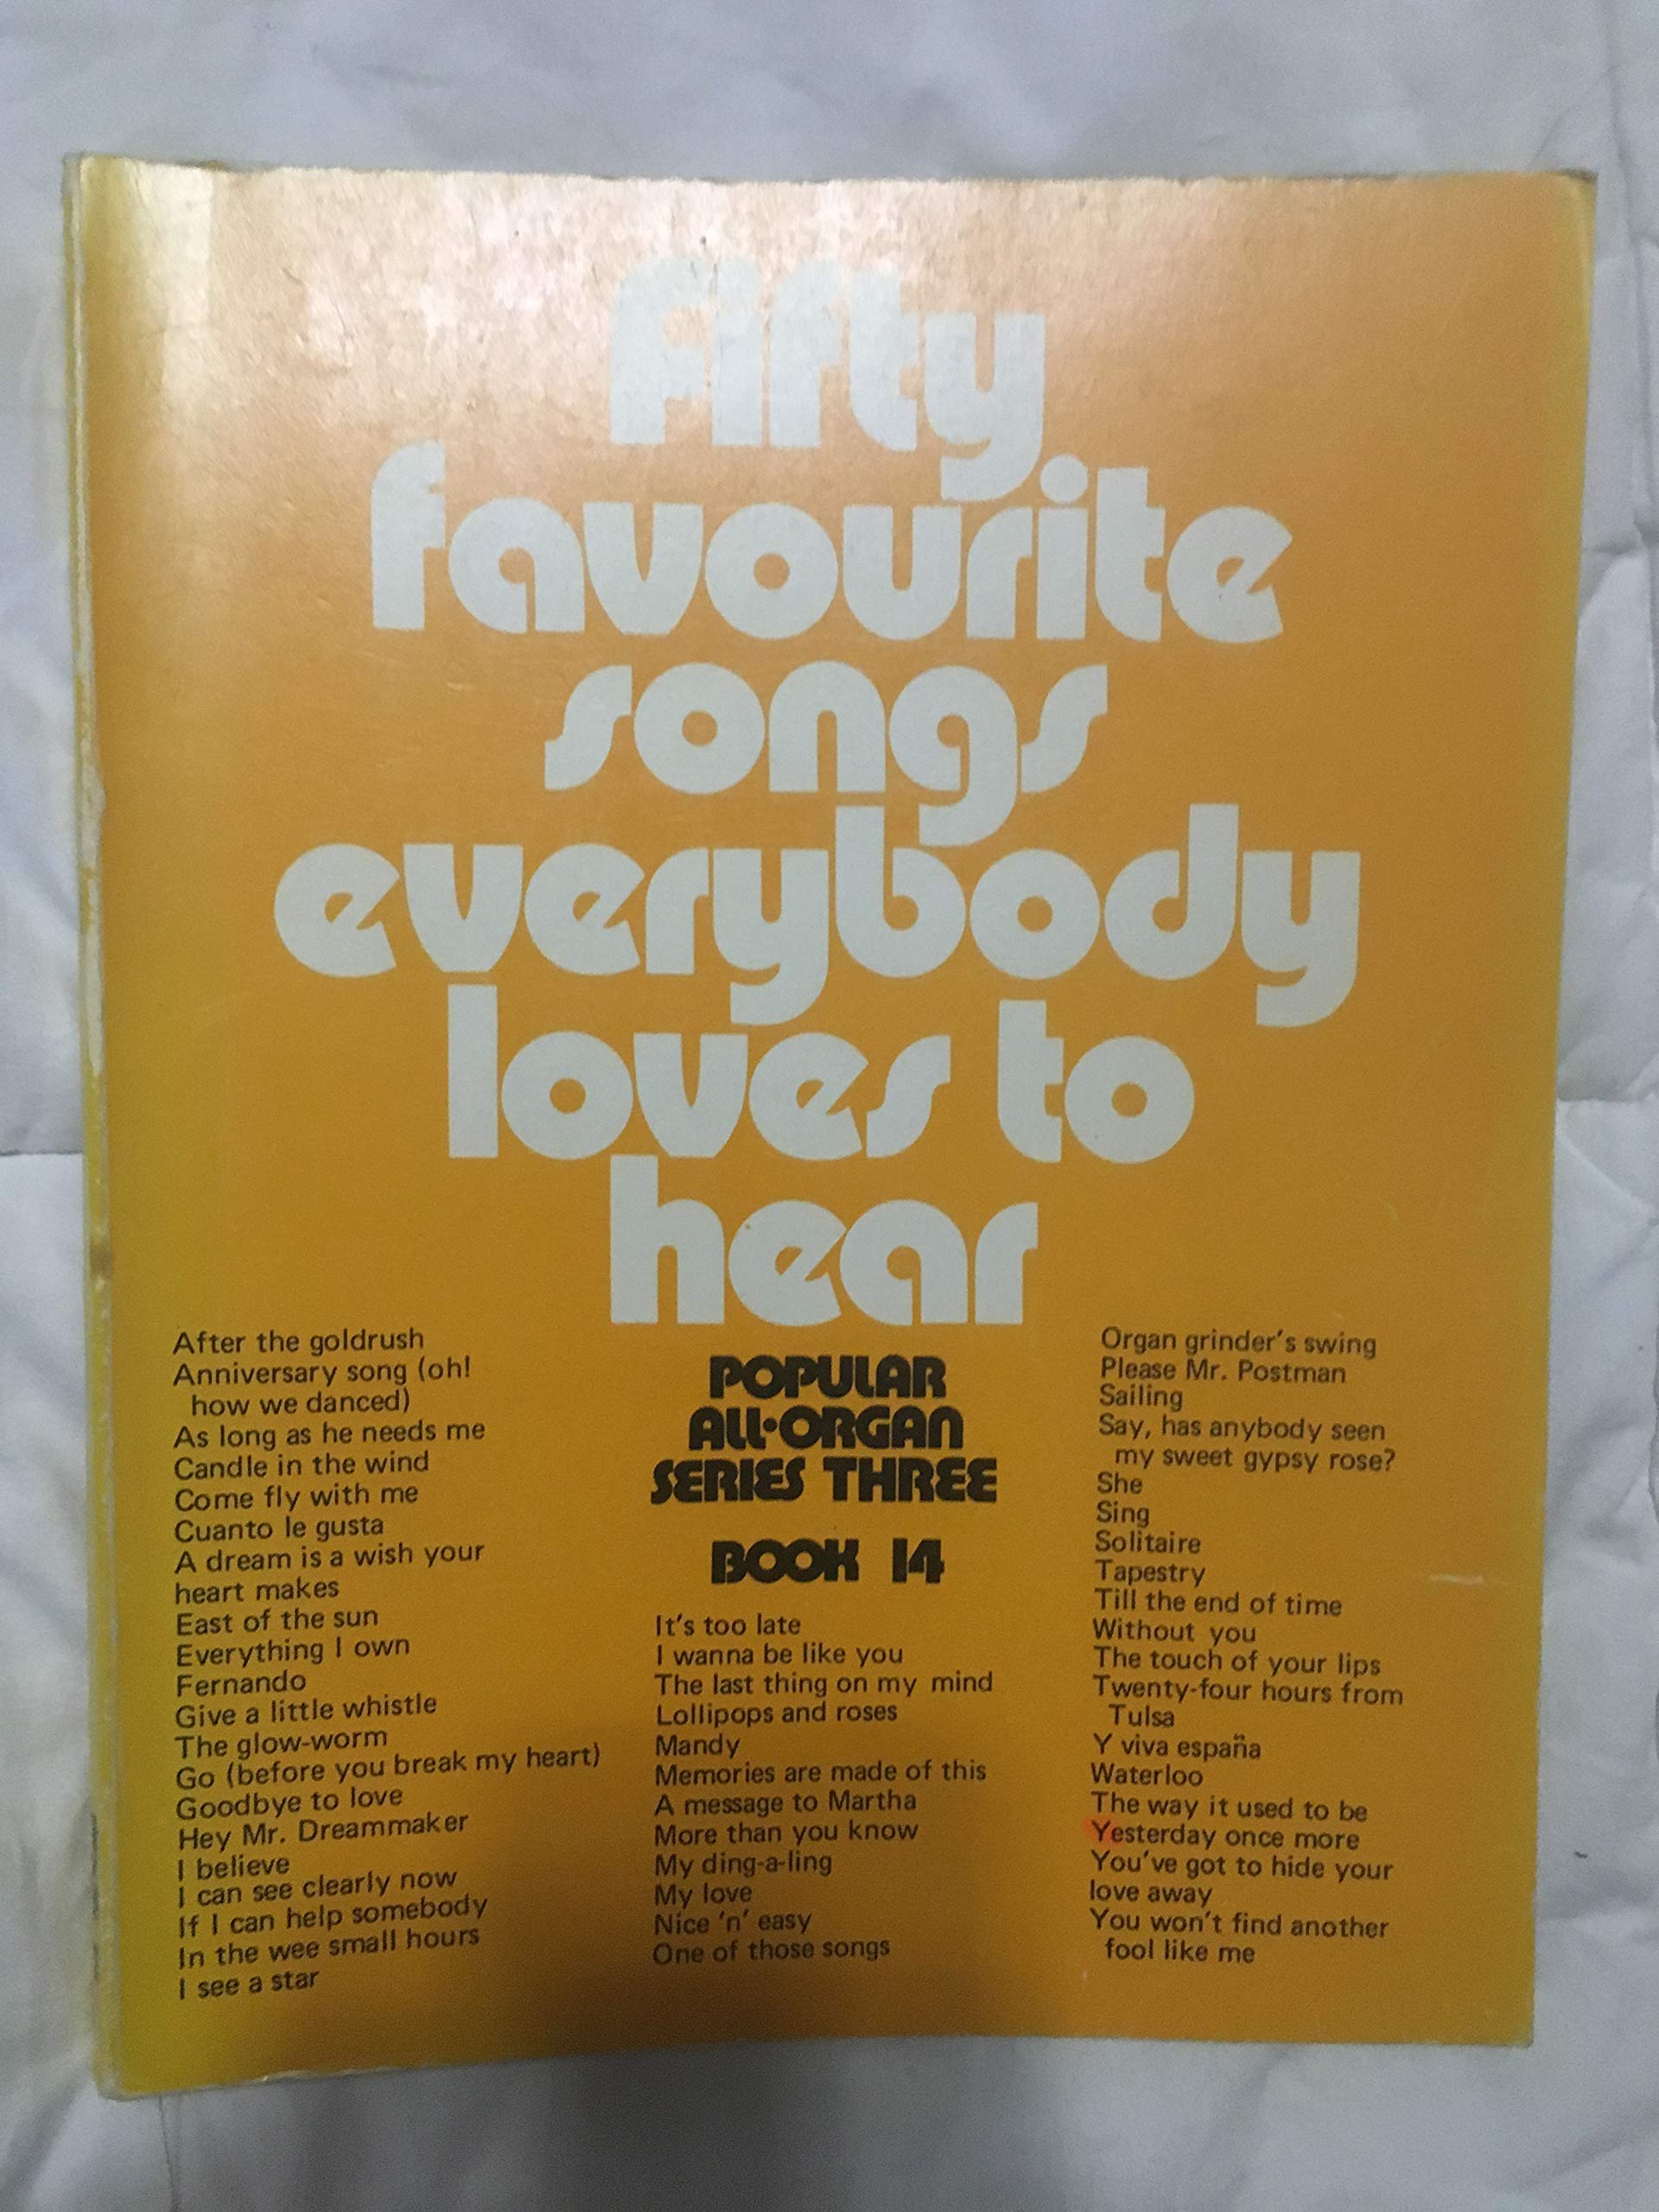 Fifty
favourite
songs
everybody
loves to
hear
After the goldrush
Anniversary song (oh!
how we danced)
As long as he needs me
Candle in the wind
Come fly with me
Cuanto le gusta
A dream is a wish your
heart makes
East of the sun
Everything I own
Fernando
Give a little whistle
The glow-worm
Go (before you break my heart)
Goodbye to love
Hey Mr. Dreammaker
I believe
I can see clearly now
If I can help somebody
In the wee small hours
I see a star
POPULAR
ALL·ORGAN
SERIES THREE
BOOK 14
It's too late
I wanna be like you
The last thing on my mind
Lollipops and roses
Mandy
Memories are made of this
A message to Martha
More than you know
My ding-a-ling
My love
Nice 'n' easy
One of those songs
Organ grinder's swing
Please Mr. Postman
Sailing
Say, has anybody seen
my sweet gypsy rose?
She
Sing
Solitaire
Tapestry
Till the end of time
Without you
The touch of your lips
Twenty-four hours from
Tulsa
Y viva españa
Waterloo
The way it used to be
Yesterday once more
You've got to hide your
love away
You won't find another
fool like me